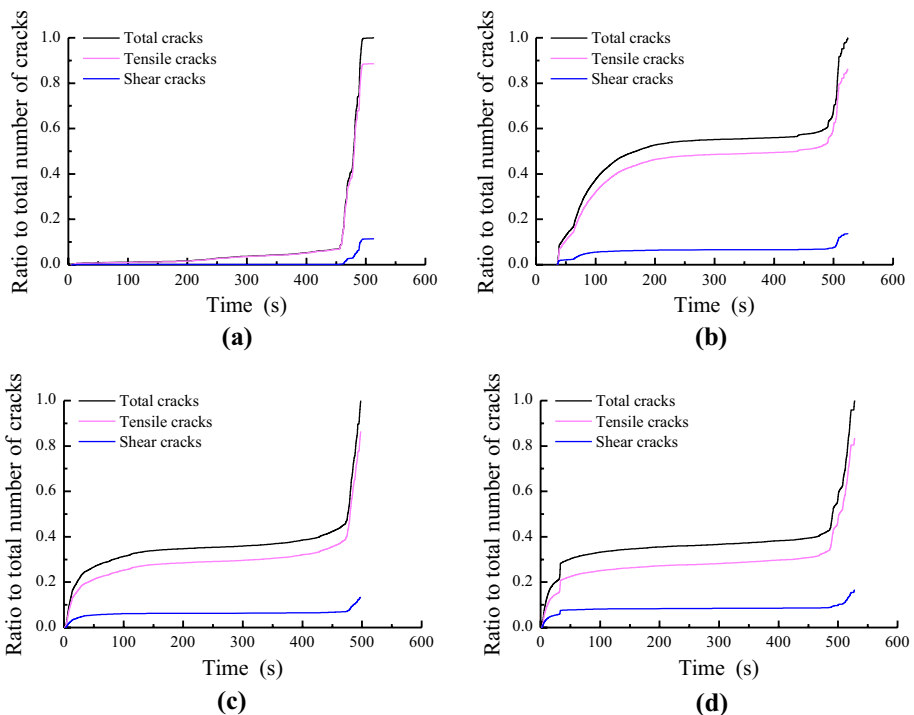 Ratio to total number of cracks
1.0
0.8
0.6
0.4
0.2
0.0
Total cracks
Tensile cracks
Shear cracks
0 100 200 300 400 500 600
Time (s)
(a)
Ratio to total number of cracks
1.0
0.8
0.6
0.4
0.2
0.0
Total cracks
Tensile cracks
Shear cracks
0 100 200 300 400 500 600
Time (s)
(b)
Ratio to total number of cracks
1.0
0.8
0.6
0.4
0.2
0.0
Total cracks
Tensile cracks
Shear cracks
0 100 200 300 400 500 600
Time (s)
(c)
Ratio to total number of cracks
1.0
0.8
0.6
0.4
0.2
0.0
Total cracks
Tensile cracks
Shear cracks
0 100 200 300 400 500 600
Time (s)
(d)